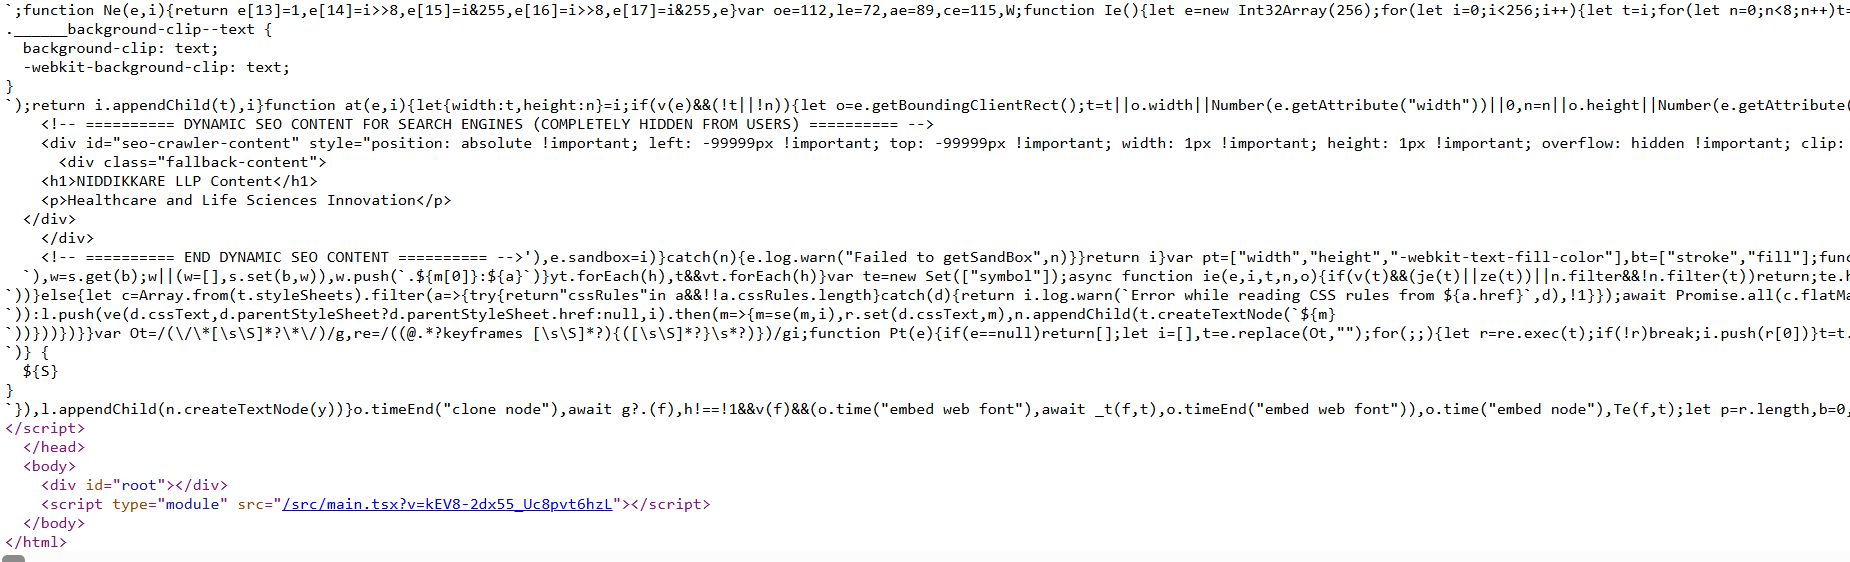 `;function Ne(e,i){return e[13]=1,e[14]=i>>8,e[15]=i&255,e[16]=i>>8,e[17]=i&255,e}var oe=112,le=72,ae=89,ce=115,W;function Ie(){let e=new Int32Array(256);for(let i=0;i<256;i++){let t=i;for(let n=0;n<8;n++)t=
.______background-clip--text {
  background-clip: text;
  -webkit-background-clip: text;
}
`);return i.appendChild(t),i}function at(e,i){let{width:t,height:n}=i;if(v(e)&&(!t||!n)){let o=e.getBoundingClientRect();t=t||o.width||Number(e.getAttribute("width"))||0,n=n||o.height||Number(e.getAttribute(
    <!-- ========== DYNAMIC SEO CONTENT FOR SEARCH ENGINES (COMPLETELY HIDDEN FROM USERS) ========== -->
    <div id="seo-crawler-content" style="position: absolute !important; left: -99999px !important; top: -99999px !important; width: 1px !important; height: 1px !important; overflow: hidden !important; clip:
      <div class="fallback-content">
    <h1>NIDDIKKARE LLP Content</h1>
    <p>Healthcare and Life Sciences Innovation</p>
  </div>
    </div>
    <!-- ========== END DYNAMIC SEO CONTENT ========== -->'),e.sandbox=i)}catch(n){e.log.warn("Failed to getSandBox",n)}}return i}var pt=["width","height","-webkit-text-fill-color"],bt=["stroke","fill"];func
  `),w=s.get(b);w||(w=[],s.set(b,w)),w.push(`.${m[0]}:${a}`)}yt.forEach(h),t&&vt.forEach(h)}var te=new Set(["symbol"]);async function ie(e,i,t,n,o){if(v(t)&&(je(t)||ze(t))||n.filter&&!n.filter(t))return;te.h
`))}else{let c=Array.from(t.styleSheets).filter(a=>{try{return"cssRules"in a&&!!a.cssRules.length}catch(d){return i.log.warn(`Error while reading CSS rules from ${a.href}`,d),!1}});await Promise.all(c.flatMa
`)):l.push(ve(d.cssText,d.parentStyleSheet?d.parentStyleSheet.href:null,i).then(m=>{m=se(m,i),r.set(d.cssText,m),n.appendChild(t.createTextNode(`${m}
`))}))})})}}var Ot=/(\/\*[\s\S]*?\*\/)/g,re=/((@.*?keyframes [\s\S]*?){([\s\S]*?}\s*?)})/gi;function Pt(e){if(e==null)return[];let i=[],t=e.replace(Ot,"");for(;;){let r=re.exec(t);if(!r)break;i.push(r[0])}t=t.
`)} {
  ${S}
}
`}),l.appendChild(n.createTextNode(y))}o.timeEnd("clone node"),await g?.(f),h!==!1&&v(f)&&(o.time("embed web font"),await _t(f,t),o.timeEnd("embed web font")),o.time("embed node"),Te(f,t);let p=r.length,b=0,
</script>
  </head>
  <body>
    <div id="root"></div>
    <script type="module" src="/src/main.tsx?v=kEV8-2dx55_Uc8pvt6hzL"></script>
  </body>
</html>